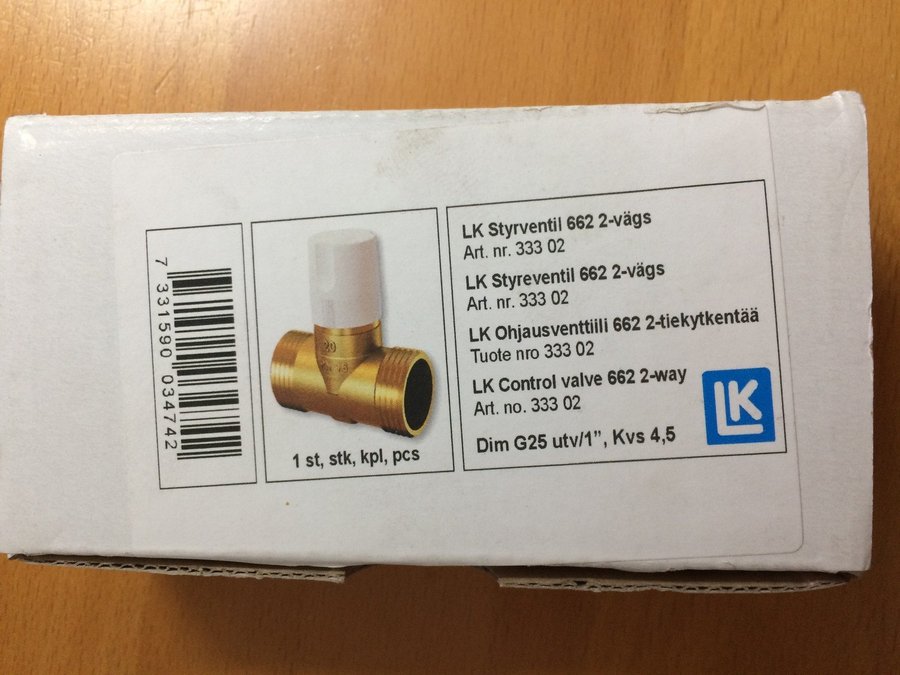 7 331590 034742
20
1 st, stk, kpl, pcs
LK Styrventil 662 2-vägs
Art. nr. 333 02
LK Styreventil 662 2-vägs
Art. nr. 333 02
LK Ohjausventtiili 662 2-tiekytkentää
Tuote nro 333 02
LK Control valve 662 2-way
Art. no. 333 02
Dim G25 utv/1”, Kvs 4,5
LK